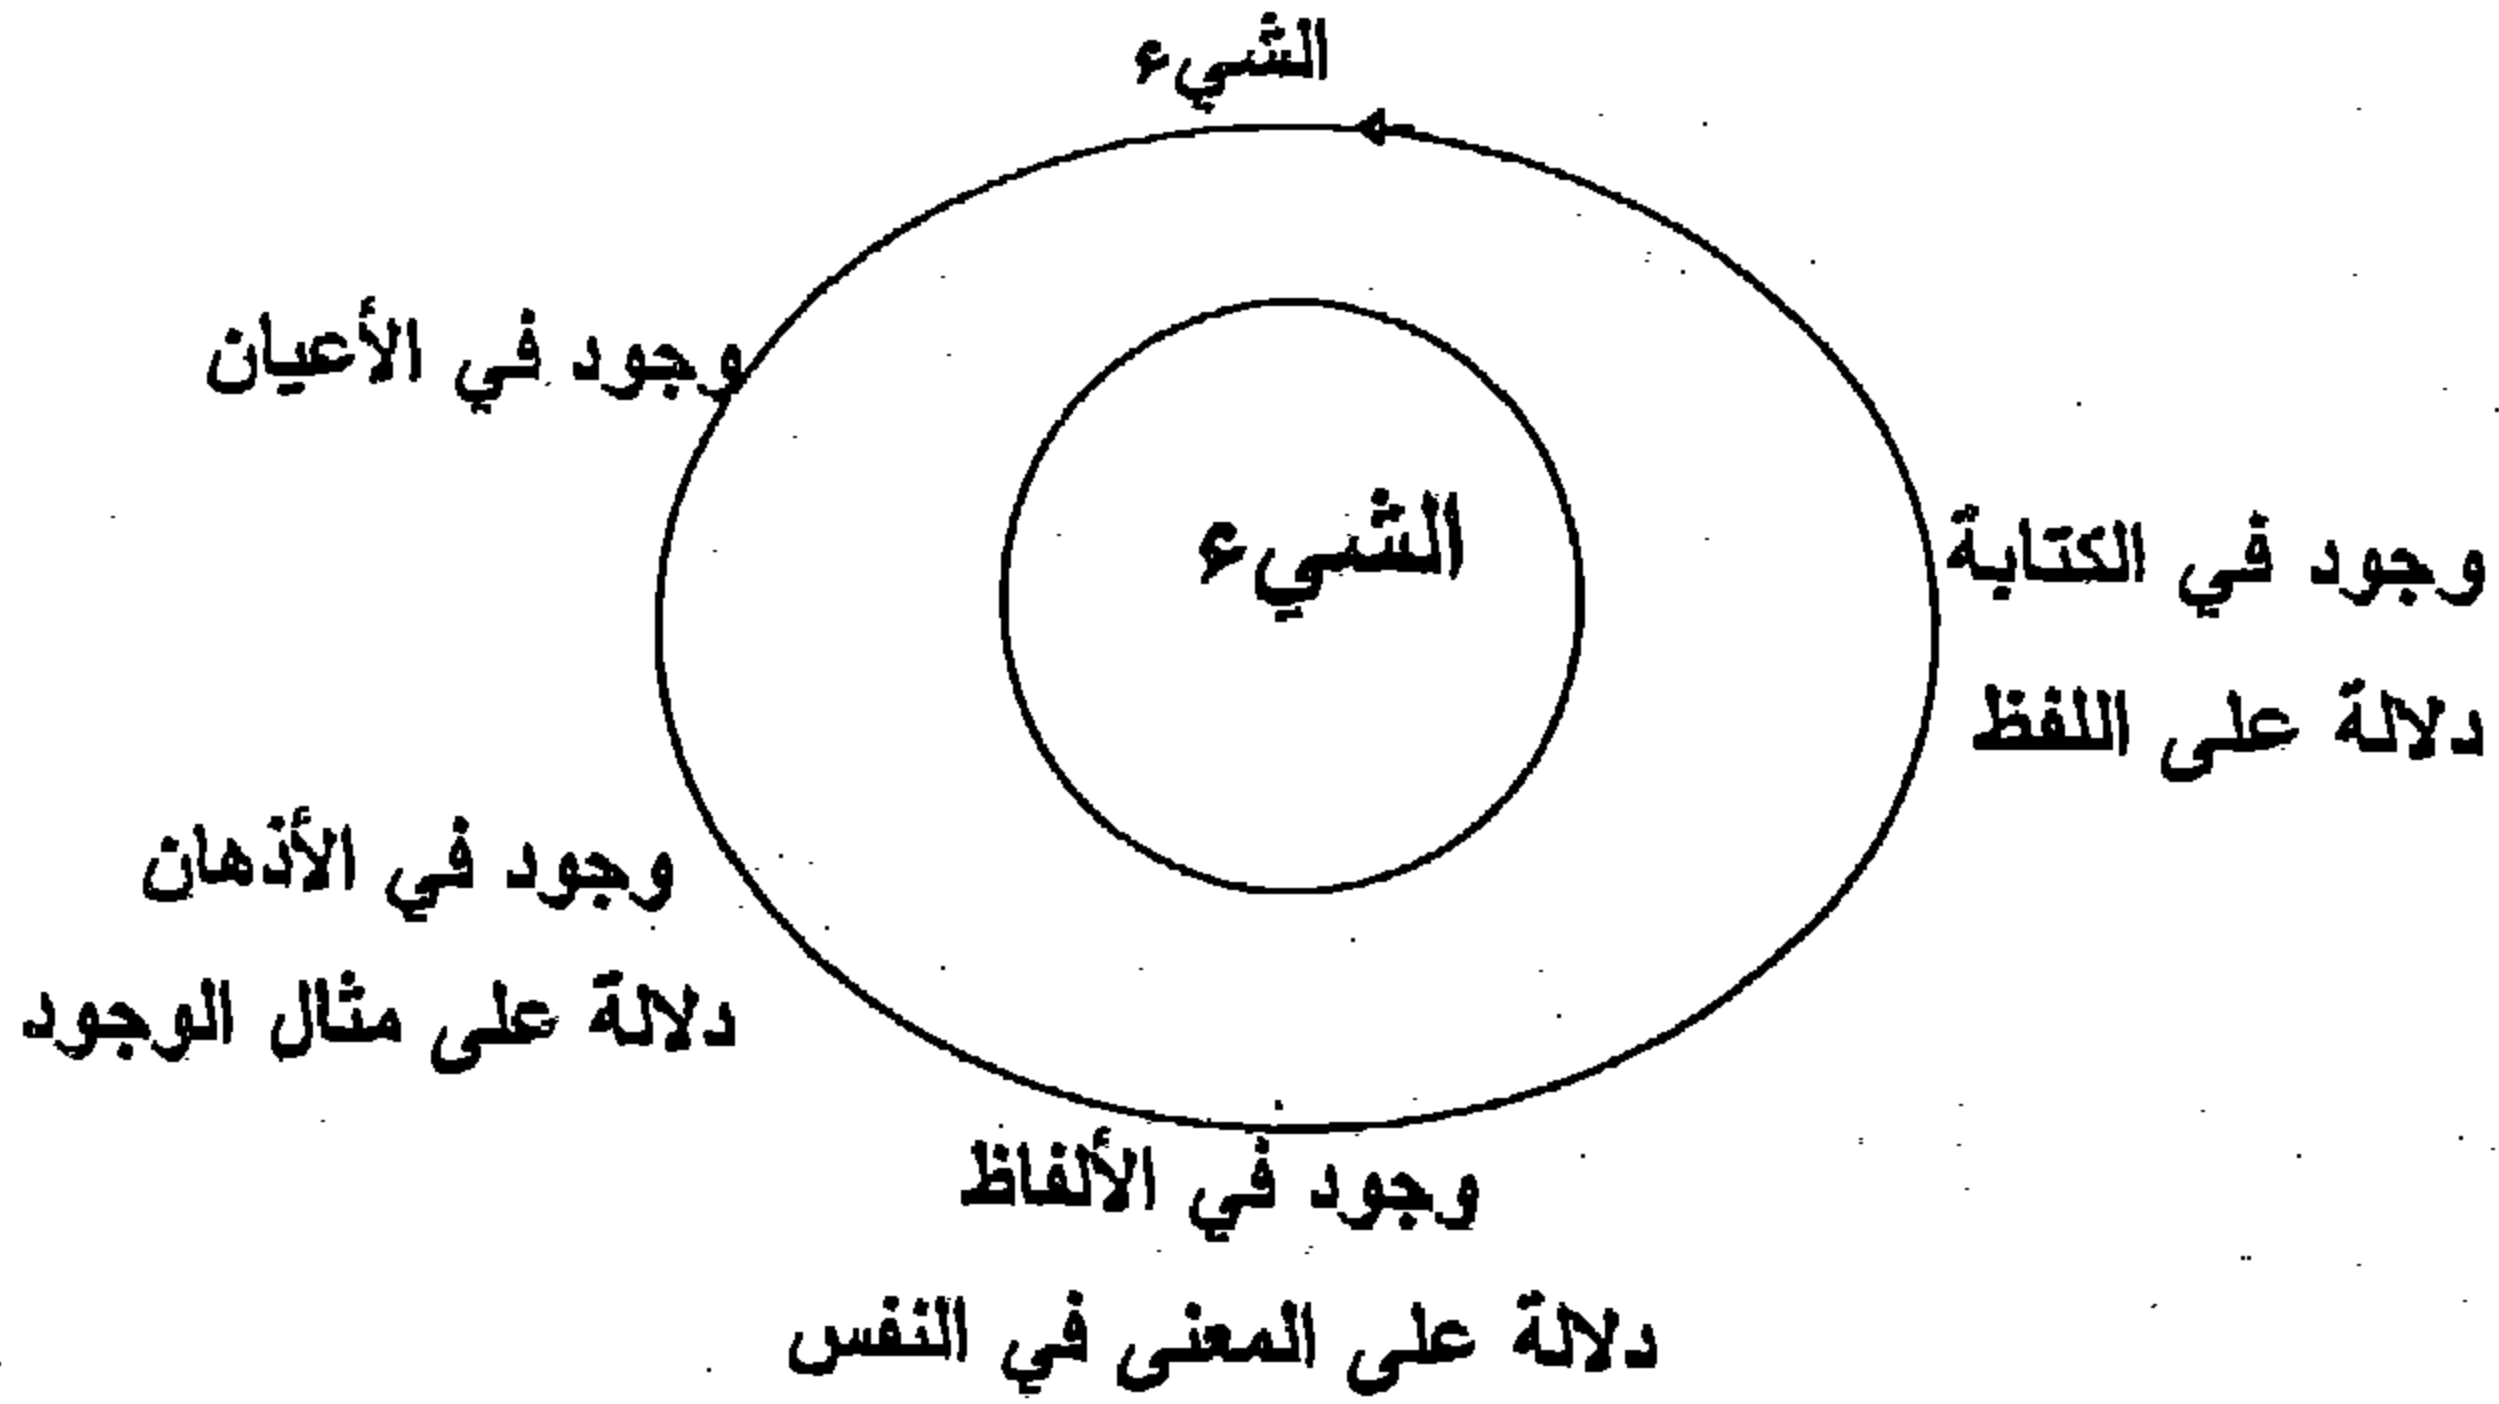 الشيء
وجود في الأعيان
الشيء
وجود في الكتابة
دلالة على اللفظ
وجود في الأذهان
دلالة على مثال الوجود
وجود في الألفاظ
دلالة على المعنى في النفس